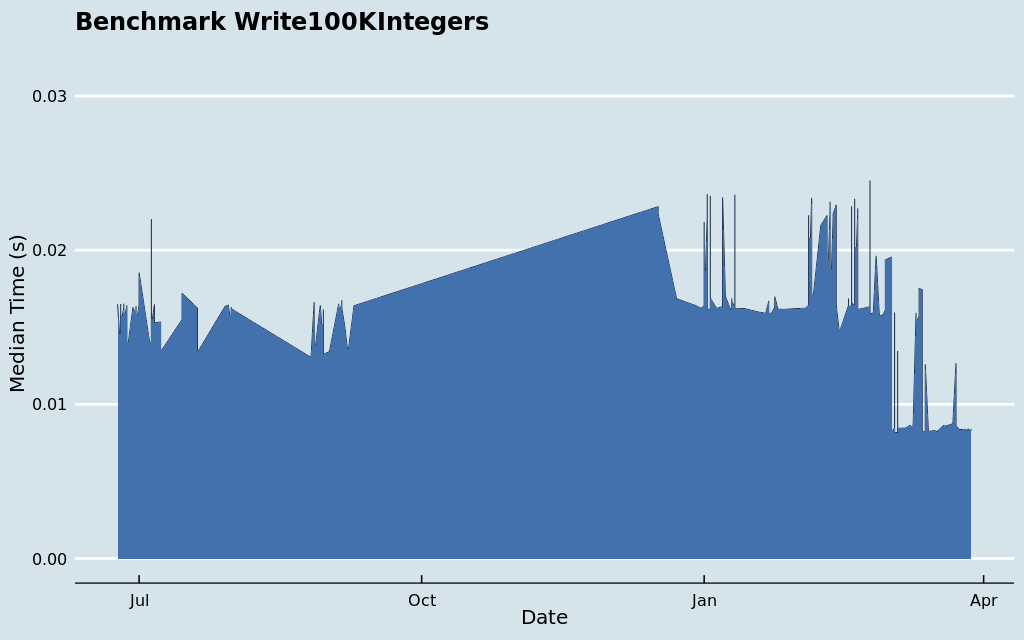 Benchmark Write100KIntegers
Median Time (s)
0.03
0.02
0.01
0.00
Jul
Oct
Jan
Apr
Date